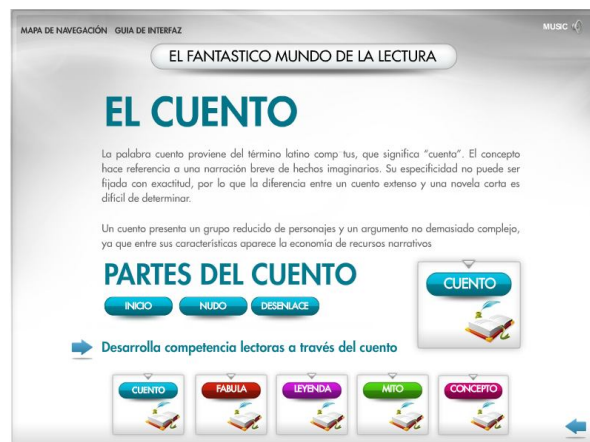 MAPA DE NAVEGACIÓN GUIA DE INTERFAZ
MUSIC
EL FANTASTICO MUNDO DE LA LECTURA
EL CUENTO
La palabra cuento proviene del término latino comp tus, que significa “cuenta”. El concepto
hace referencia a una narración breve de hechos imaginarios. Su especificidad no puede ser
fijada con exactitud, por lo que la diferencia entre un cuento extenso y una novela corta es
difícil de determinar.
Un cuento presenta un grupo reducido de personajes y un argumento no demasiado complejo,
ya que entre sus características aparece la economía de recursos narrativos
PARTES DEL CUENTO
CUENTO
INICIO NUDO DESENLACE
Desarrolla competencia lectoras a través del cuento
CUENTO FABULA LEYENDA MITO CONCEPTO